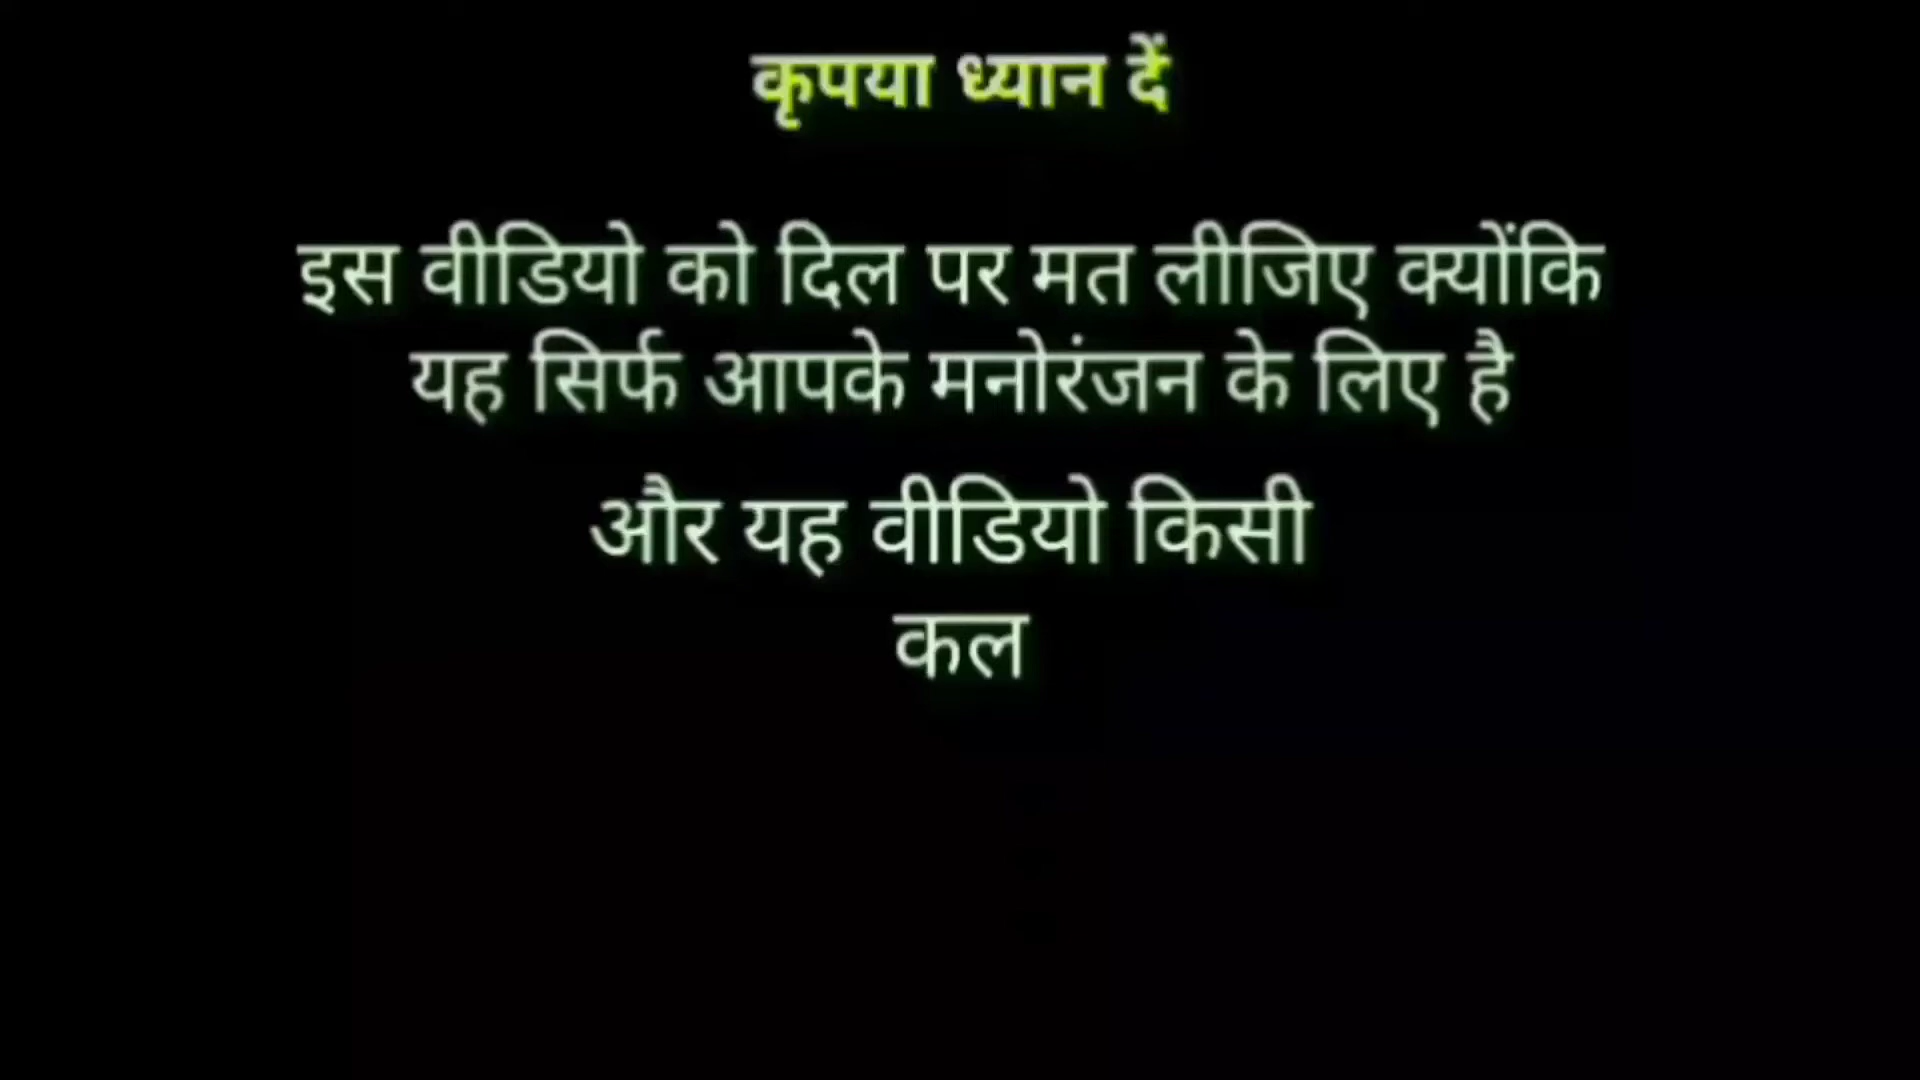 कृपया ध्यान दें
इस वीडियो को दिल पर मत लीजिए क्योंकि
यह सिर्फ आपके मनोरंजन के लिए है
और यह वीडियो किसी
कल